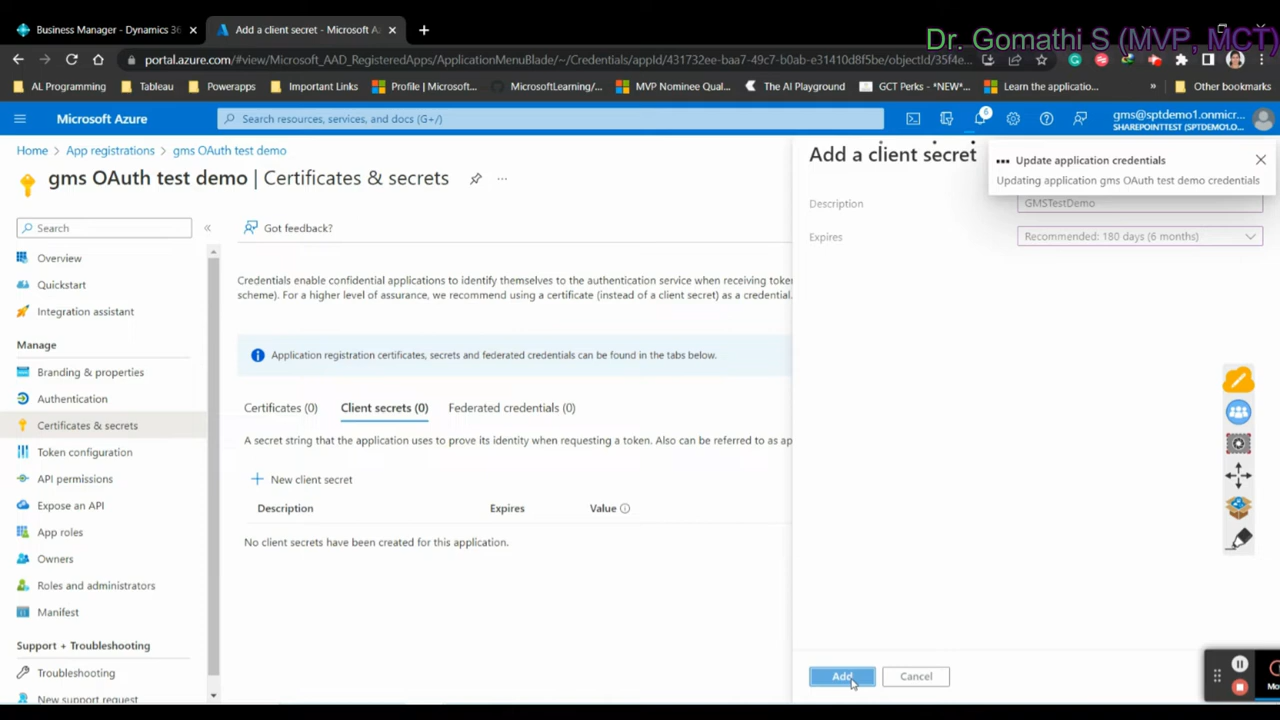 Business Manager - Dynamics 36
Add a client secret - Microsoft A
Dr. Gomathi S (MVP, MCT)
portal.azure.com/#view/Microsoft_AAD_RegisteredApps/ApplicationMenuBlade/~/Credentials/appId/431732ee-baa7-49c7-b0ab-e31410d8f5be/objectId/35f4e...
AL Programming
Tableau
Powerapps
Important Links
Profile | Microsoft...
MicrosoftLearning/...
MVP Nominee Qual...
The AI Playground
GCT Perks - *NEW*...
Learn the applicatio...
»
Other bookmarks
Microsoft Azure
Search resources, services, and docs (G+/)
6
gms@sptdemo1.onmicr...
SHAREPOINTTEST (SPTDEMO1.O...
Home > App registrations > gms OAuth test demo
gms OAuth test demo | Certificates & secrets
Search
«
Overview
Quickstart
Integration assistant
Manage
Branding & properties
Authentication
Certificates & secrets
Token configuration
API permissions
Expose an API
App roles
Owners
Roles and administrators
Manifest
Support + Troubleshooting
Troubleshooting
New support request
Got feedback?
Credentials enable confidential applications to identify themselves to the authentication service when receiving token
scheme). For a higher level of assurance, we recommend using a certificate (instead of a client secret) as a credential.
Application registration certificates, secrets and federated credentials can be found in the tabs below.
Certificates (0)
Client secrets (0)
Federated credentials (0)
A secret string that the application uses to prove its identity when requesting a token. Also can be referred to as ap
New client secret
Description
Expires
Value
No client secrets have been created for this application.
Add a client secret
Update application credentials
Updating application gms OAuth test demo credentials
Description
GMSTestDemo
Expires
Recommended: 180 days (6 months)
Add
Cancel